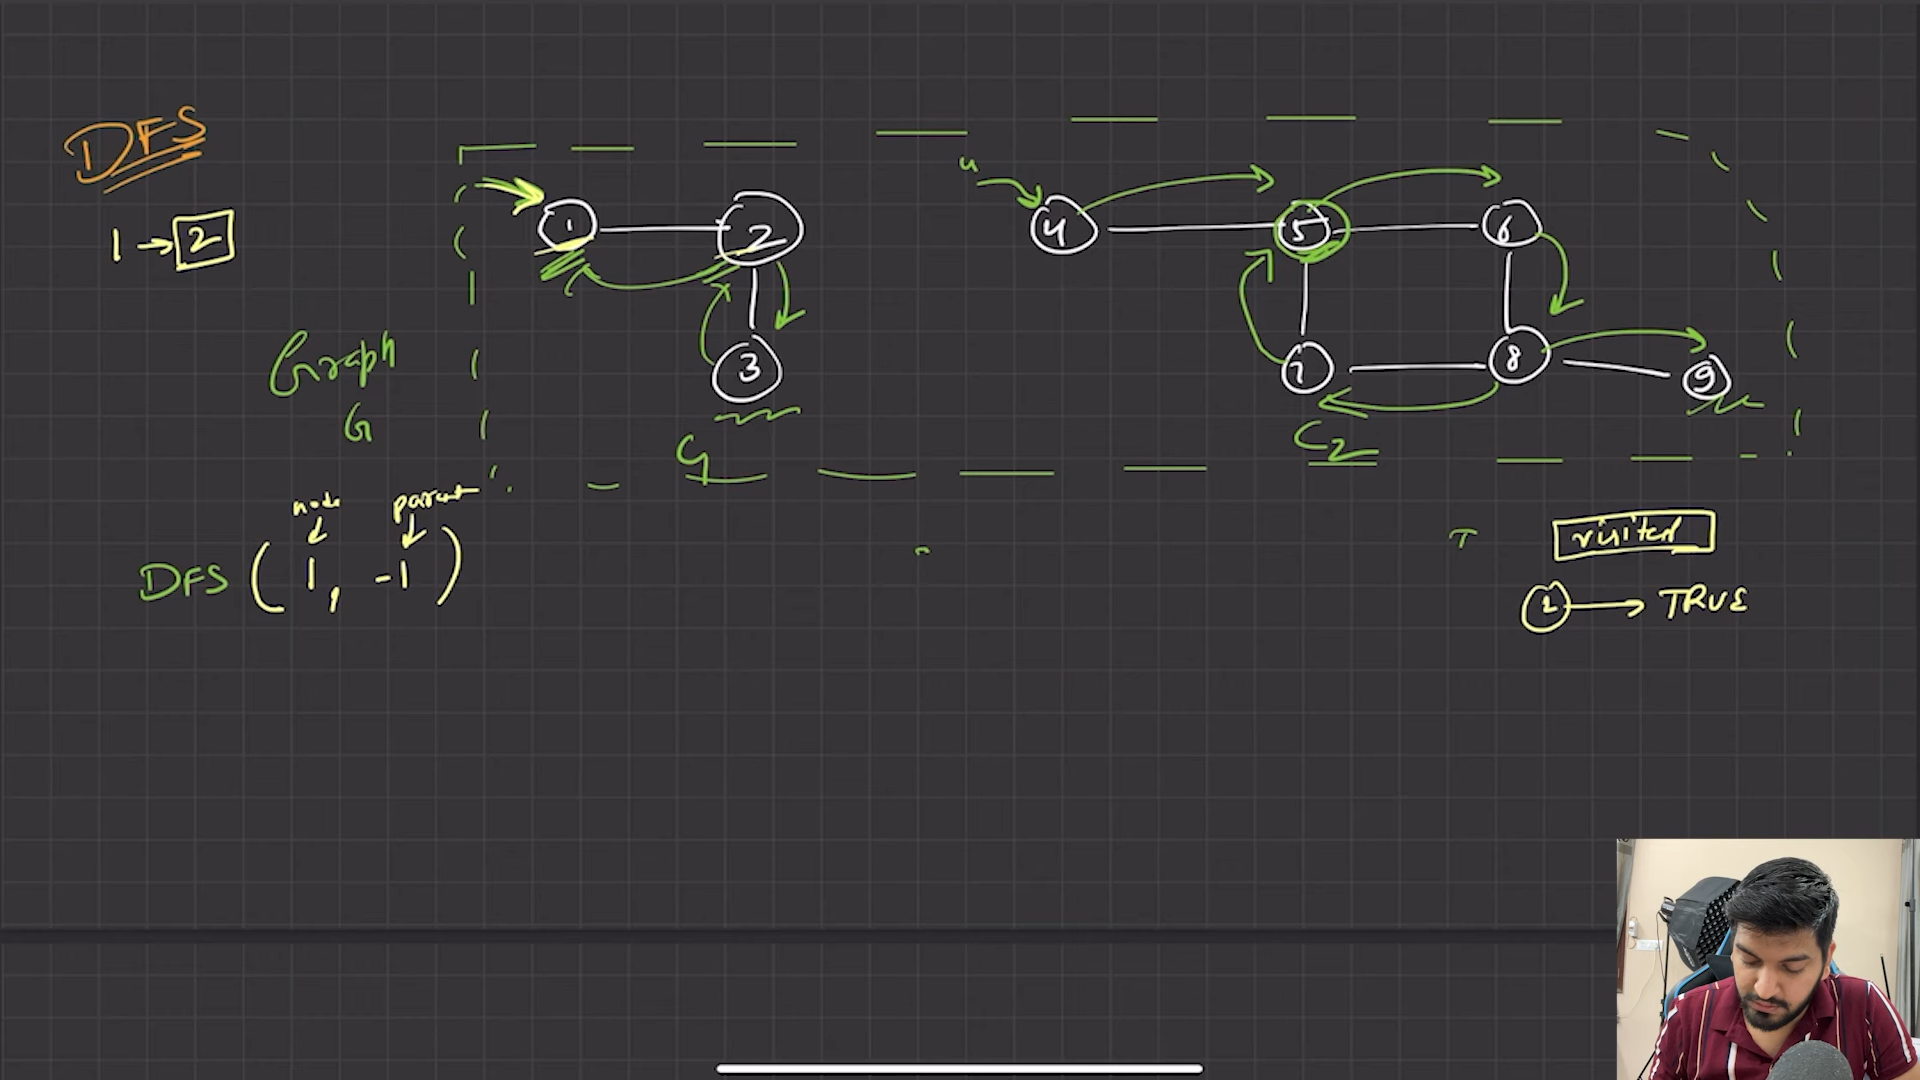 DFS
1 → 2
Graph
G
u
1
2
3
4
5
6
7
8
9
C1
C2
node
parent
DFS ( 1 , -1 )
visited
1 → TRUE